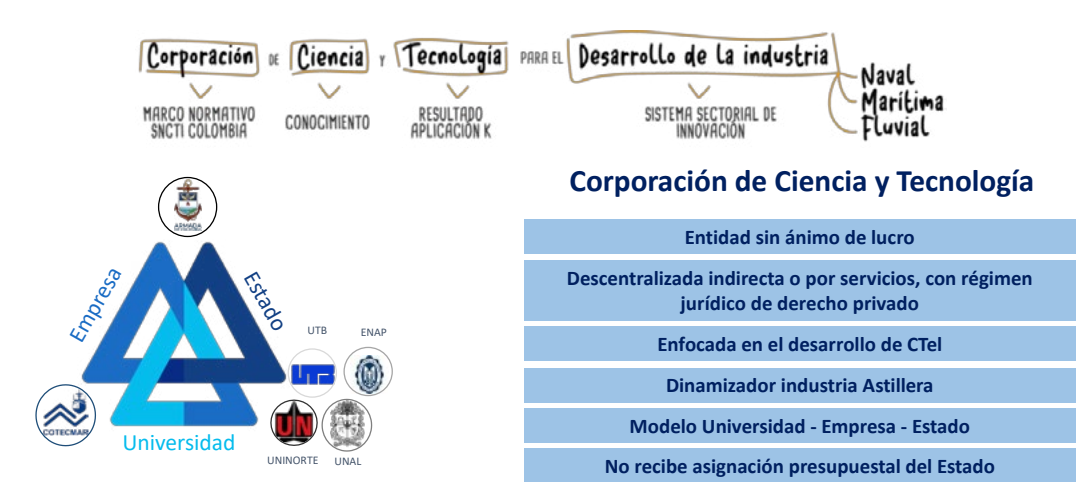 Corporación DE Ciencia Y Tecnología PARA EL Desarrollo de la industria
Naval
Marítima
Fluvial
MARCO NORMATIVO
SNCTI COLOMBIA
CONOCIMIENTO
RESULTADO
APLICACIÓN K
SISTEMA SECTORIAL DE
INNOVACIÓN
Corporación de Ciencia y Tecnología
Entidad sin ánimo de lucro
Descentralizada indirecta o por servicios, con régimen
jurídico de derecho privado
Enfocada en el desarrollo de CTeI
Dinamizador industria Astillera
Modelo Universidad - Empresa - Estado
No recibe asignación presupuestal del Estado
ARMADA
Empresa
Estado
Universidad
COTECMAR
UTB
ENAP
UTB
UN
UNINORTE
UNAL